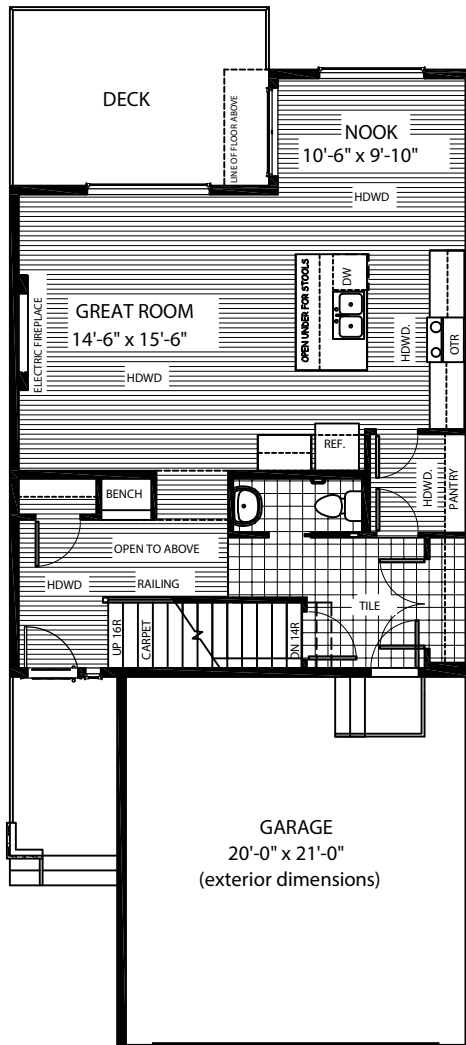 DECK
LINE OF FLOOR ABOVE
NOOK
10'-6" x 9'-10"
HDWD
OPEN UNDER FOR STOOLS
DW
HDWD.
OTR
ELECTRIC FIREPLACE
GREAT ROOM
14'-6" x 15'-6"
HDWD
REF.
HDWD.
PANTRY
BENCH
OPEN TO ABOVE
HDWD
RAILING
TILE
UP 16R
CARPET
DN 14R
GARAGE
20'-0" x 21'-0"
(exterior dimensions)